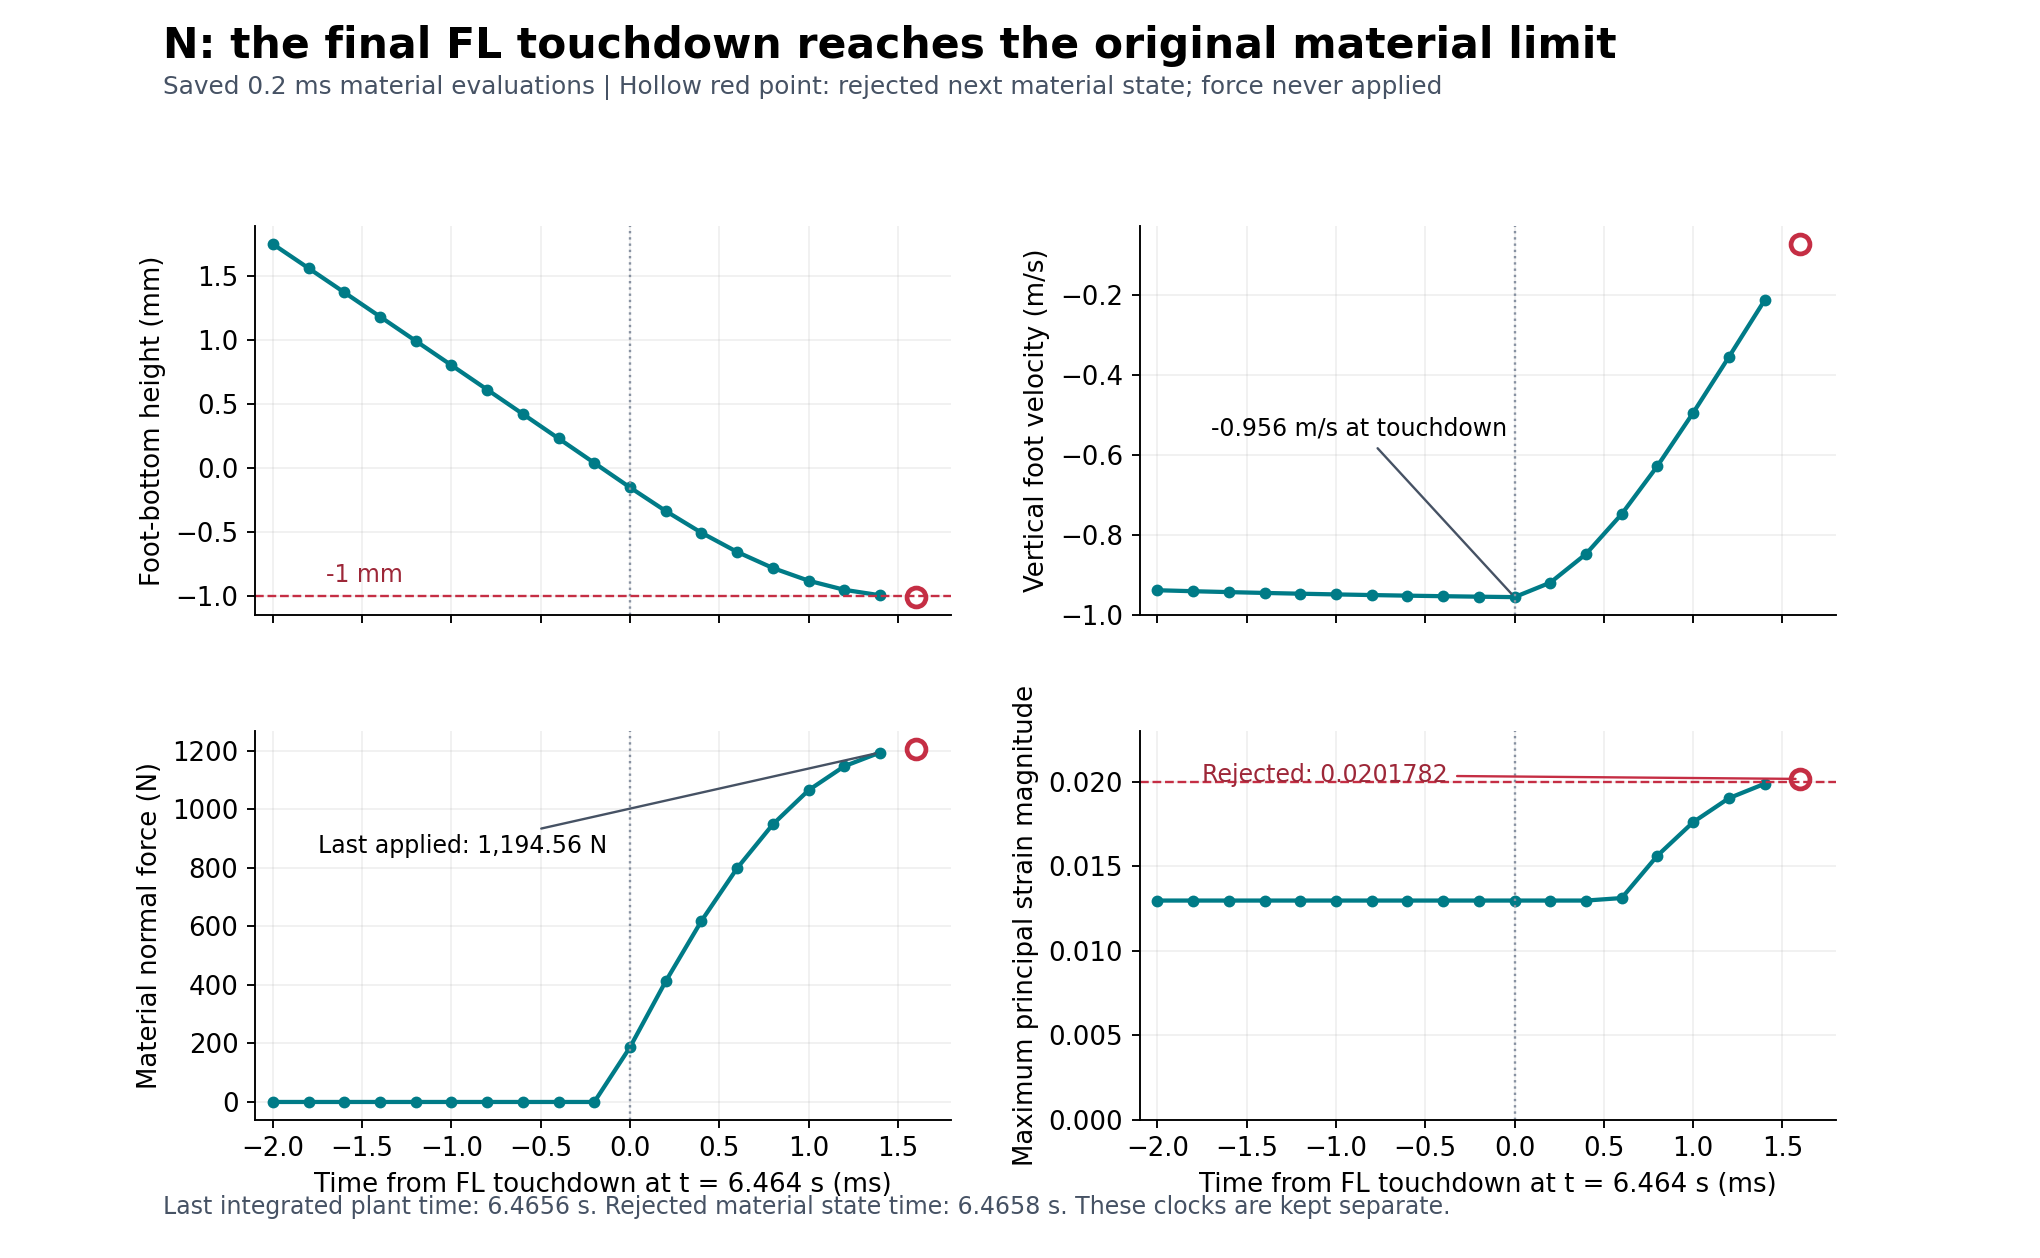 N: the final FL touchdown reaches the original material limit
Saved 0.2 ms material evaluations | Hollow red point: rejected next material state; force never applied
Foot-bottom height (mm)
1.5
1.0
0.5
0.0
−0.5
−1.0
-1 mm
Vertical foot velocity (m/s)
−0.2
−0.4
−0.6
−0.8
−1.0
-0.956 m/s at touchdown
Material normal force (N)
1200
1000
800
600
400
200
0
Last applied: 1,194.56 N
−2.0 −1.5 −1.0 −0.5 0.0 0.5 1.0 1.5
Time from FL touchdown at t = 6.464 s (ms)
Maximum principal strain magnitude
0.020
0.015
0.010
0.005
0.000
Rejected: 0.0201782
−2.0 −1.5 −1.0 −0.5 0.0 0.5 1.0 1.5
Time from FL touchdown at t = 6.464 s (ms)
Last integrated plant time: 6.4656 s. Rejected material state time: 6.4658 s. These clocks are kept separate.